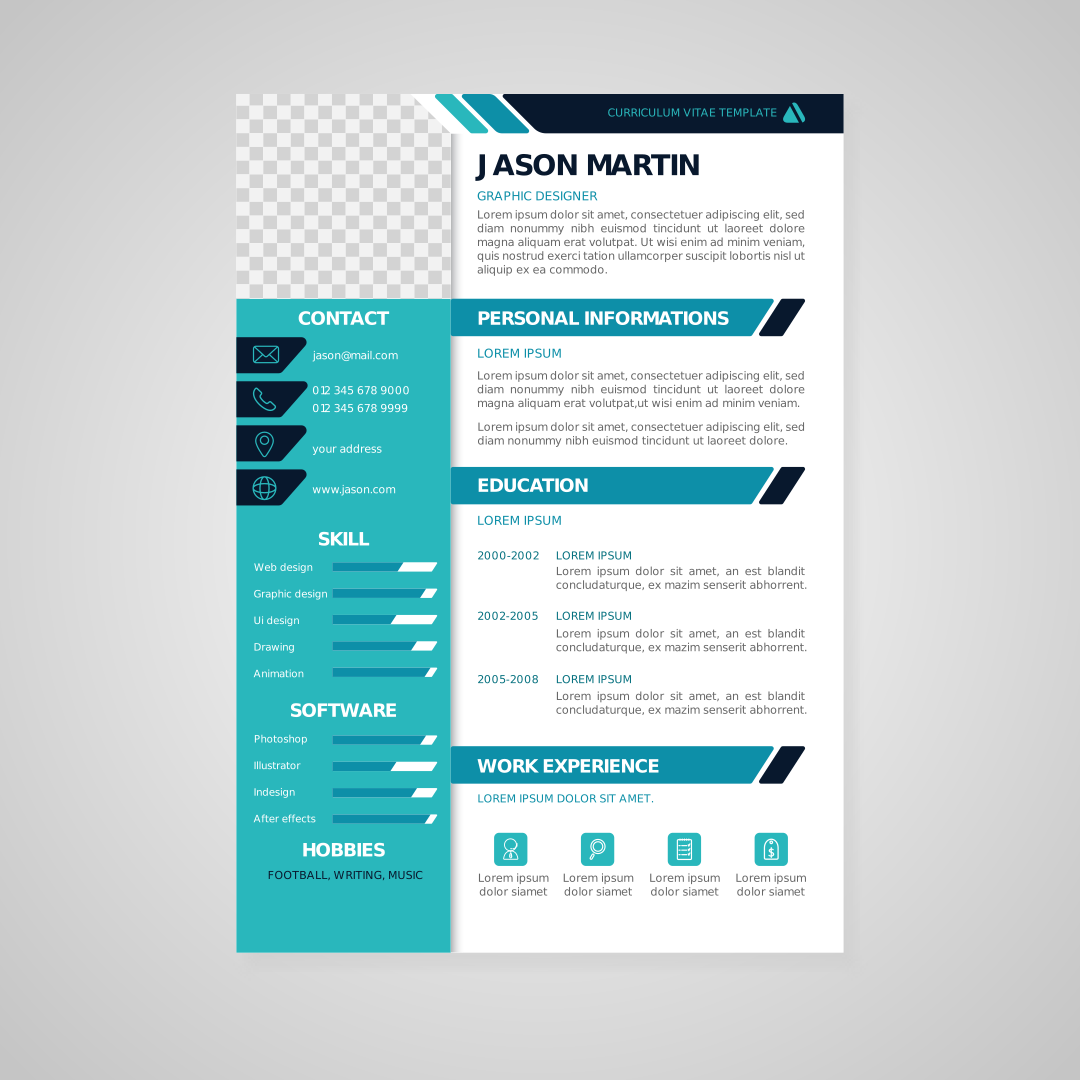 CURRICULUM VITAE TEMPLATE
JASON MARTIN
GRAPHIC DESIGNER
Lorem ipsum dolor sit amet, consectetuer adipiscing elit, sed
diam nonummy nibh euismod tincidunt ut laoreet dolore
magna aliquam erat volutpat. Ut wisi enim ad minim veniam,
quis nostrud exerci tation ullamcorper suscipit lobortis nisl ut
aliquip ex ea commodo.
CONTACT
jason@mail.com
012 345 678 9000
012 345 678 9999
your address
www.jason.com
SKILL
Web design
Graphic design
Ui design
Drawing
Animation
SOFTWARE
Photoshop
Illustrator
Indesign
After effects
HOBBIES
FOOTBALL, WRITING, MUSIC
PERSONAL INFORMATIONS
LOREM IPSUM
Lorem ipsum dolor sit amet, consectetuer adipiscing elit, sed
diam nonummy nibh euismod tincidunt ut laoreet dolore
magna aliquam erat volutpat,ut wisi enim ad minim veniam.
Lorem ipsum dolor sit amet, consectetuer adipiscing elit, sed
diam nonummy nibh euismod tincidunt ut laoreet dolore.
EDUCATION
LOREM IPSUM
2000-2002 LOREM IPSUM
Lorem ipsum dolor sit amet, an est blandit
concludaturque, ex mazim senserit abhorrent.
2002-2005 LOREM IPSUM
Lorem ipsum dolor sit amet, an est blandit
concludaturque, ex mazim senserit abhorrent.
2005-2008 LOREM IPSUM
Lorem ipsum dolor sit amet, an est blandit
concludaturque, ex mazim senserit abhorrent.
WORK EXPERIENCE
LOREM IPSUM DOLOR SIT AMET.
Lorem ipsum
dolor siamet
Lorem ipsum
dolor siamet
Lorem ipsum
dolor siamet
Lorem ipsum
dolor siamet